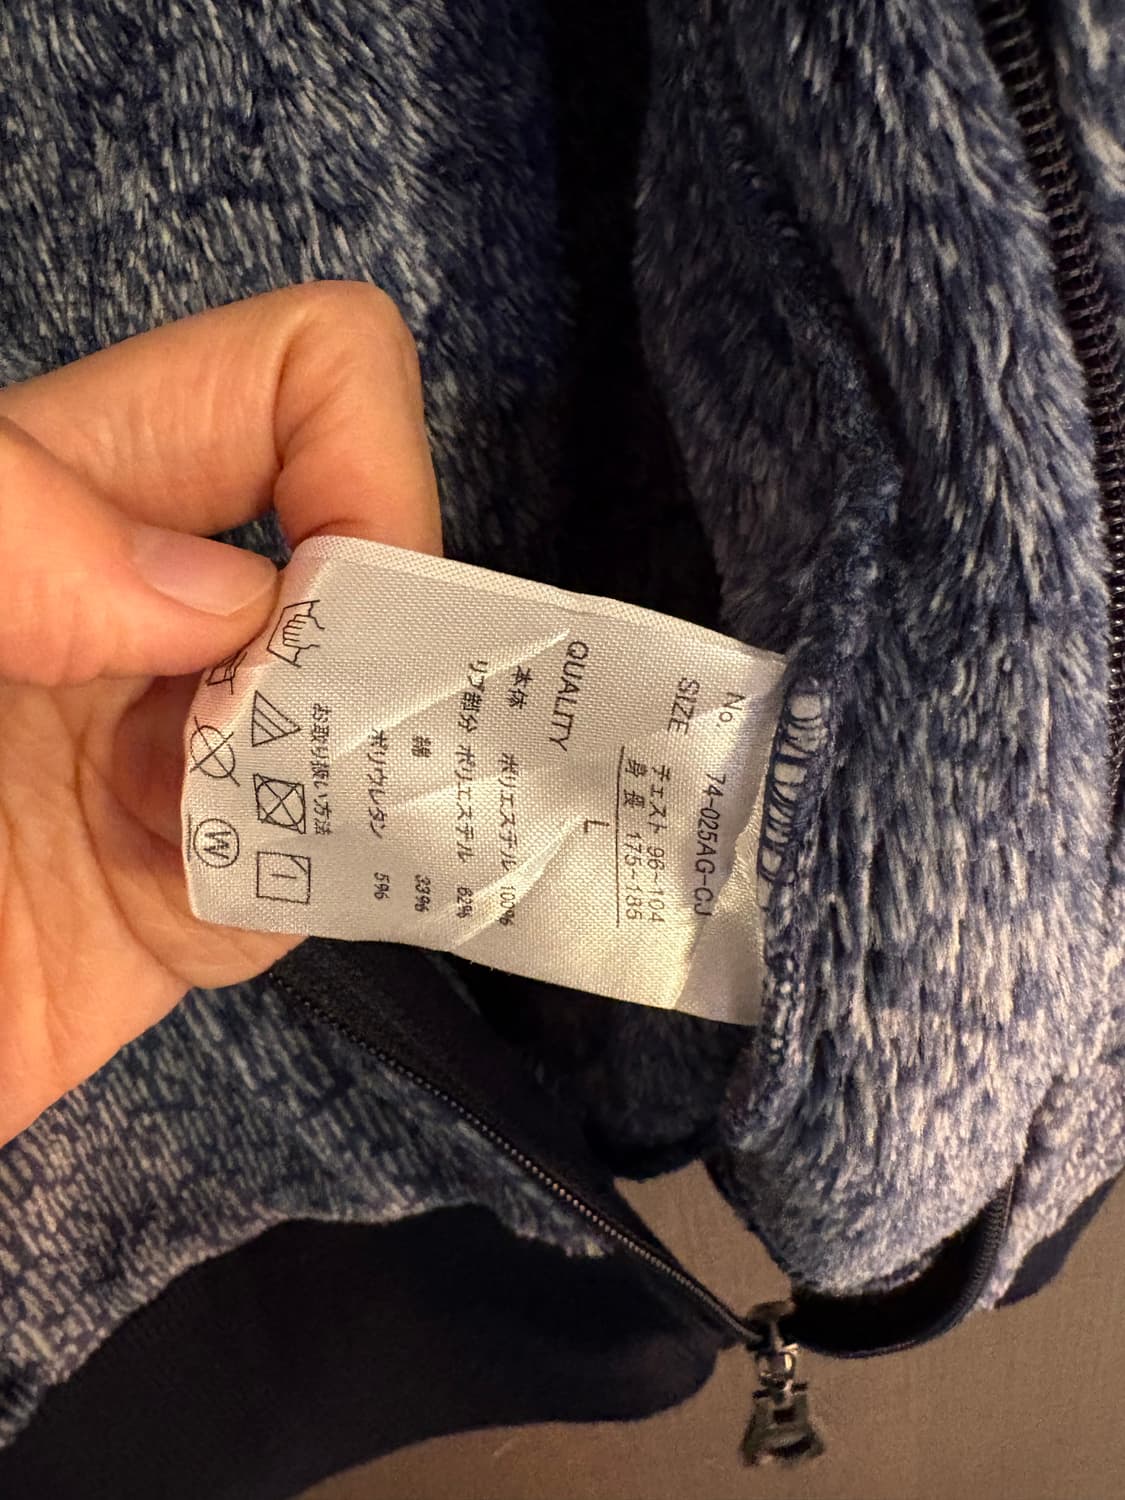 No. 74-025AG-CJ
SIZE チェスト 96-104
身長 175-185
L
QUALITY
本体 ポリエステル 100%
リブ部分 ポリエステル 62%
綿 33%
ポリウレタン 5%
お取り扱い方法
W